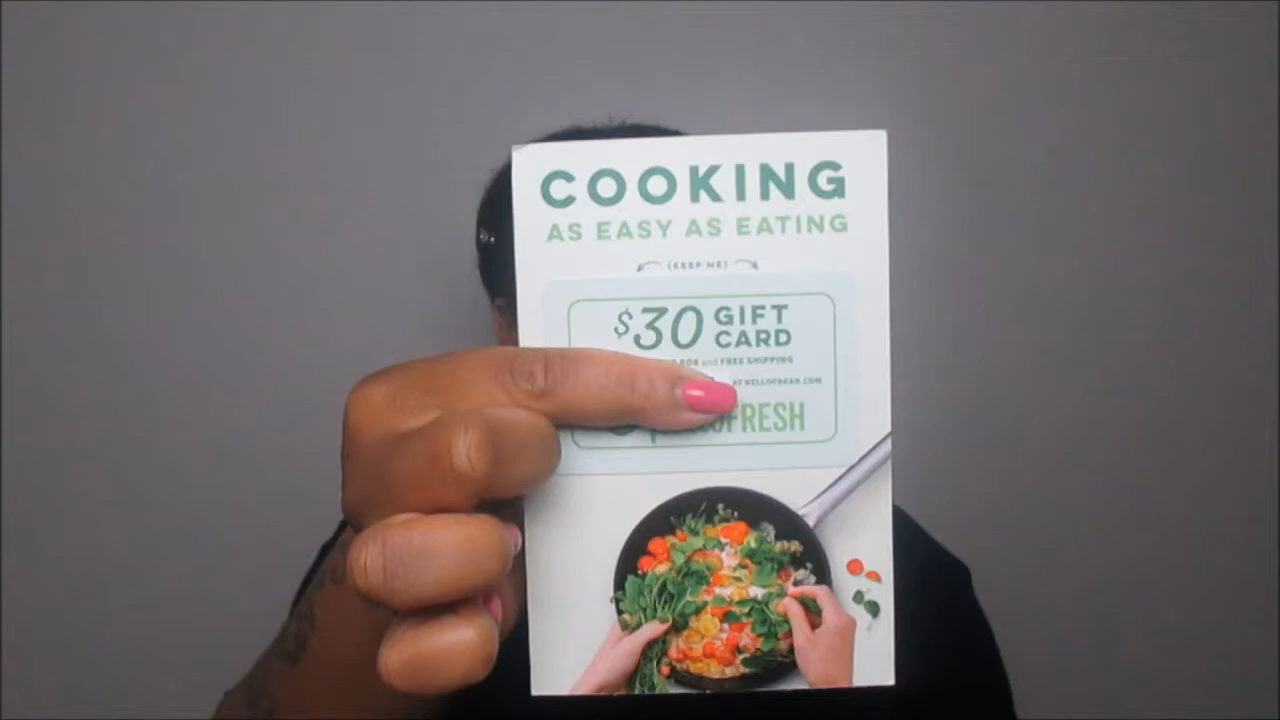 COOKING
AS EASY AS EATING
(KEEP ME)
$30 GIFT
CARD
BOX and FREE SHIPPING
AT HELLOFRESH.COM
FRESH